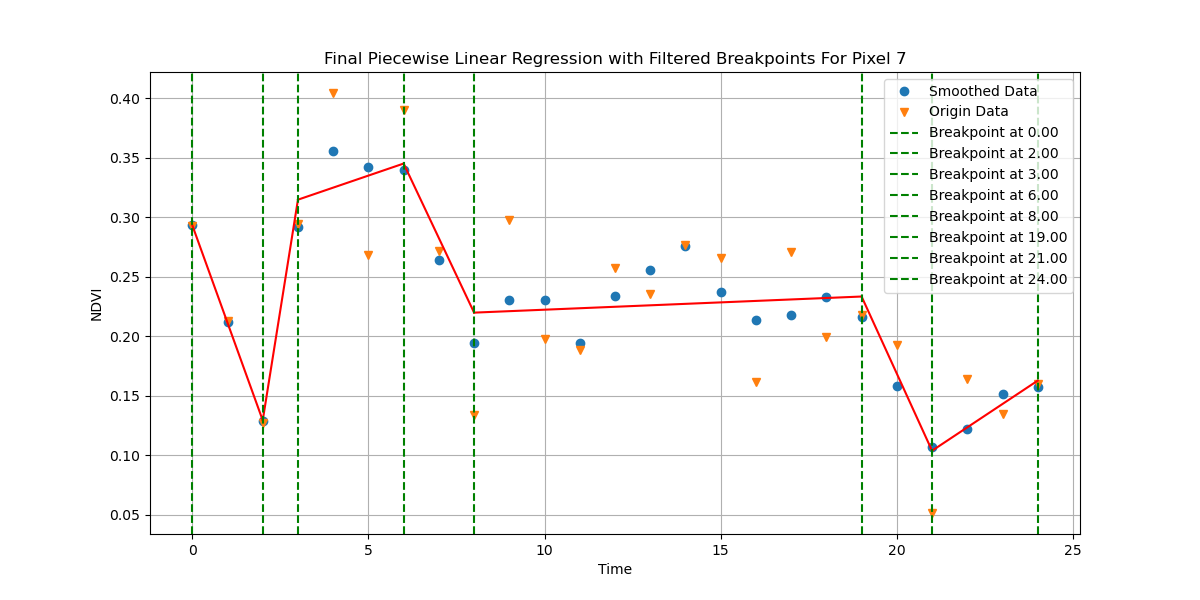 Final Piecewise Linear Regression with Filtered Breakpoints For Pixel 7
Smoothed Data
Origin Data
Breakpoint at 0.00
Breakpoint at 2.00
Breakpoint at 3.00
Breakpoint at 6.00
Breakpoint at 8.00
Breakpoint at 19.00
Breakpoint at 21.00
Breakpoint at 24.00
NDVI
0.40
0.35
0.30
0.25
0.20
0.15
0.10
0.05
0 5 10 15 20 25
Time